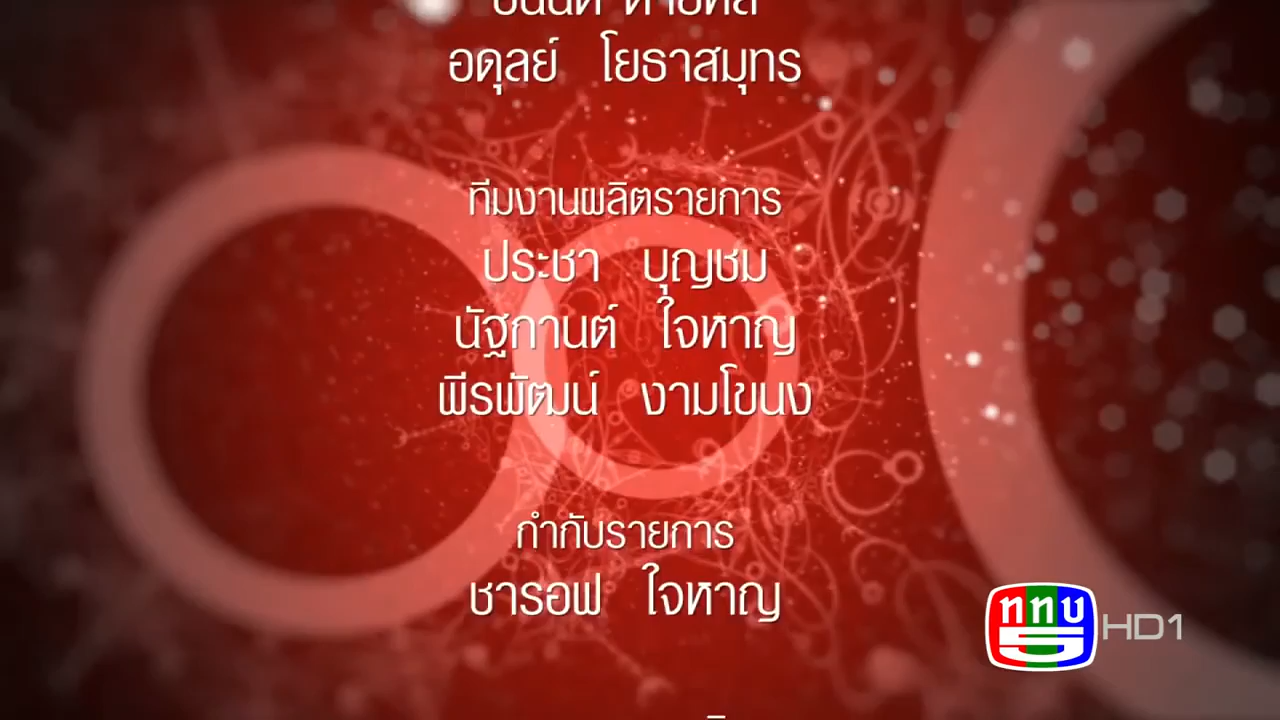 อดุลย์ โยธาสมุทร
ทีมงานผลิตรายการ
ประชา บุญชม
นัฐกานต์ ใจหาญ
พีรพัฒน์ งามโขนง
กำกับรายการ
ชารอฟ ใจหาญ
ททบ 5 HD1